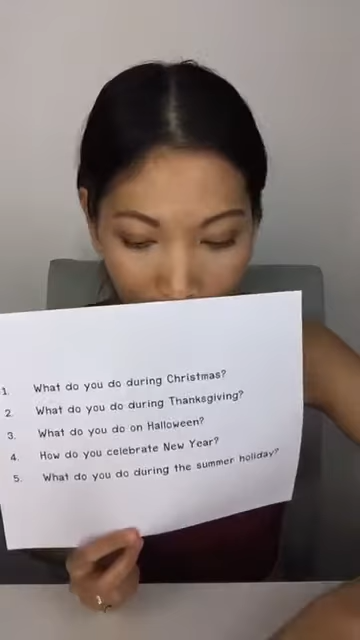 1. What do you do during Christmas?
2. What do you do during Thanksgiving?
3. What do you do on Halloween?
4. How do you celebrate New Year?
5. What do you do during the summer holiday?